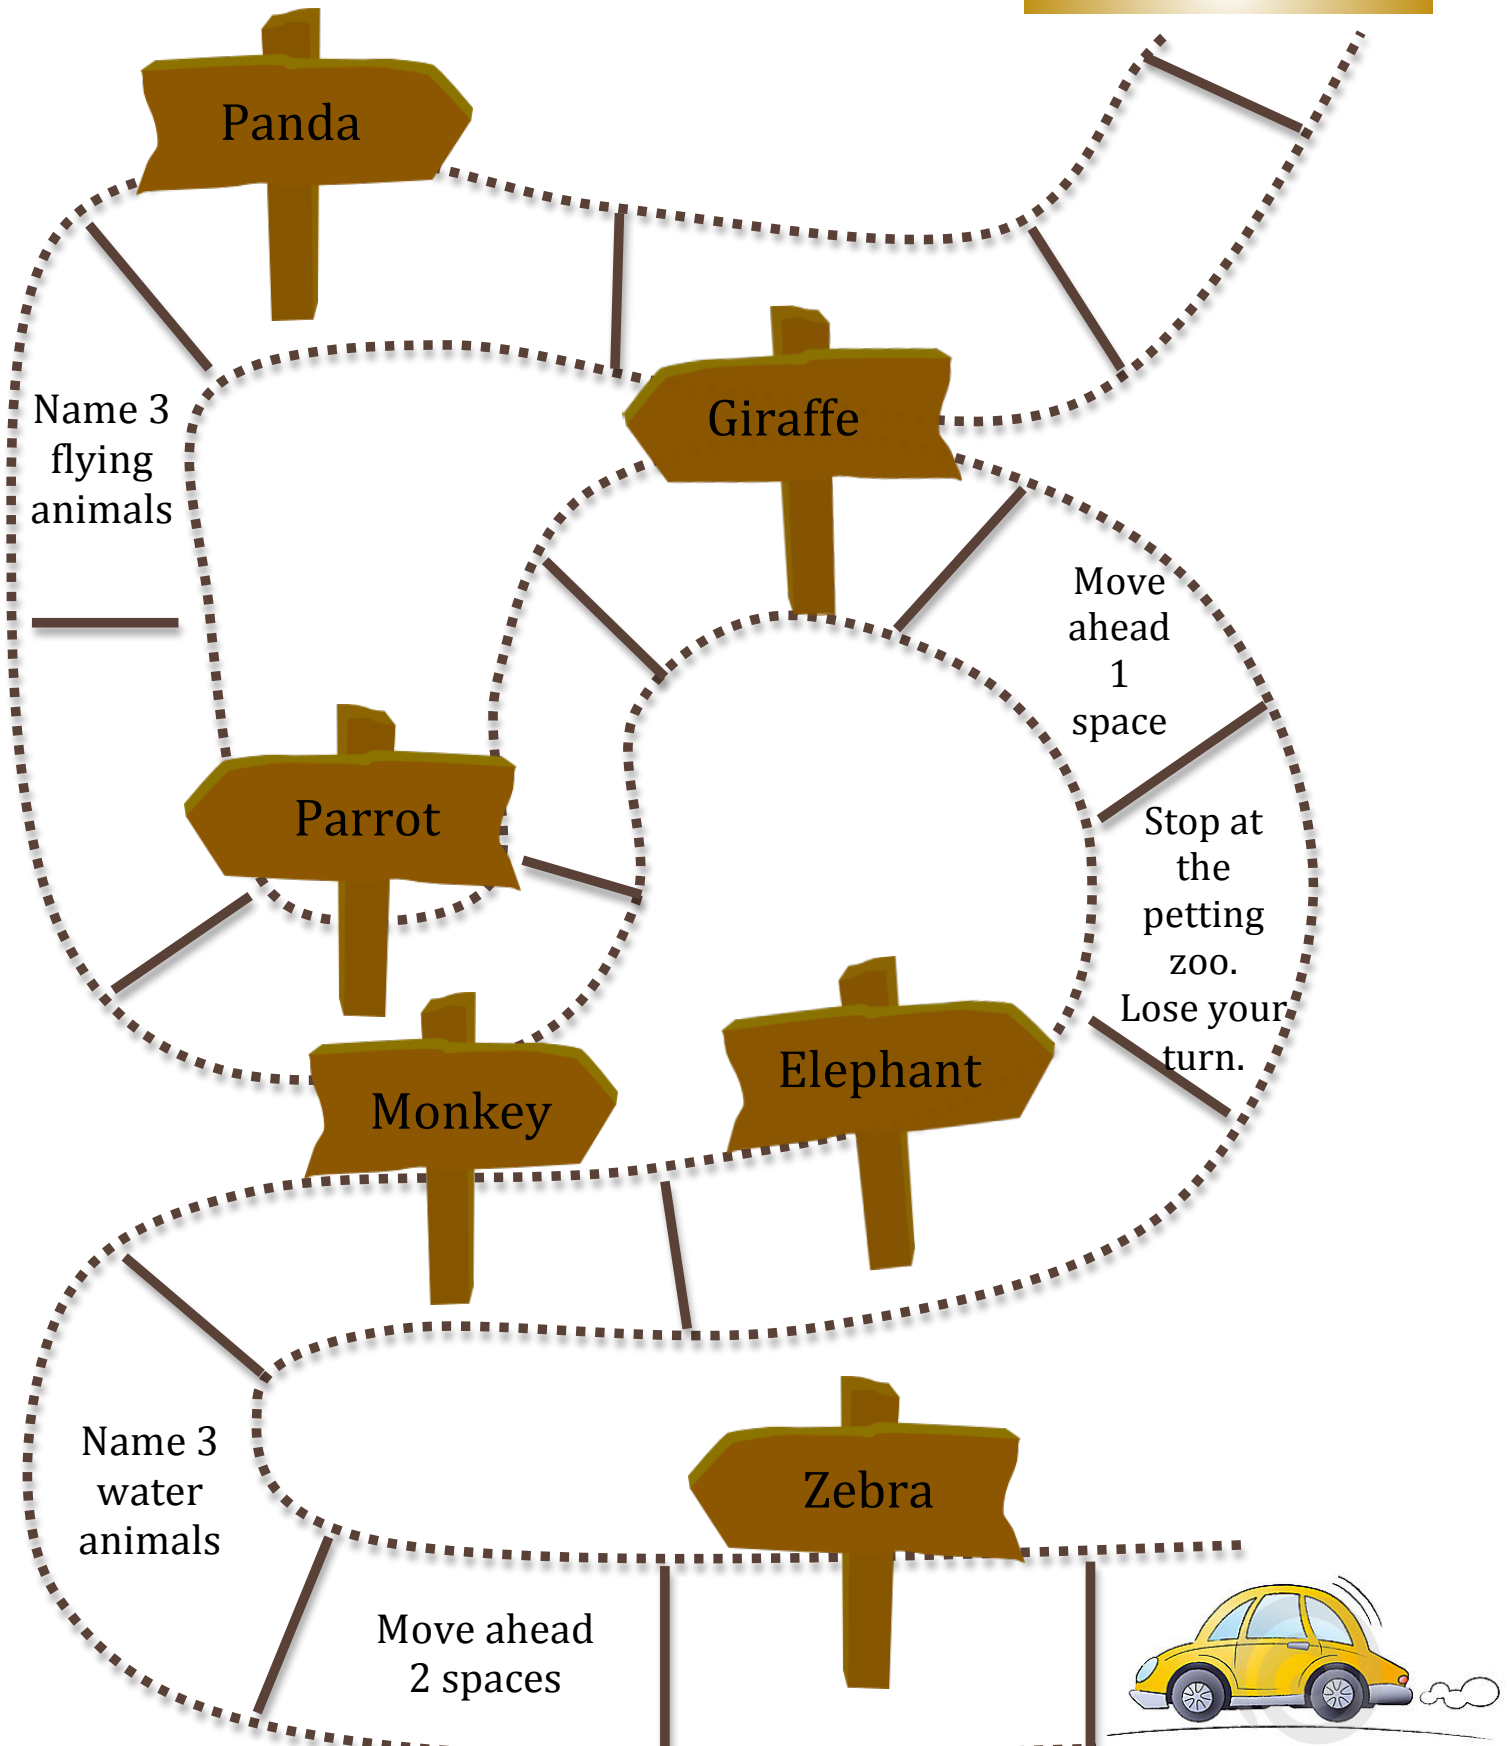 Panda
Giraffe
Name 3
flying
animals
Move
ahead
1
space
Parrot
Stop at
the
petting
zoo.
Lose your
turn.
Elephant
Monkey
Zebra
Name 3
water
animals
Move ahead
2 spaces